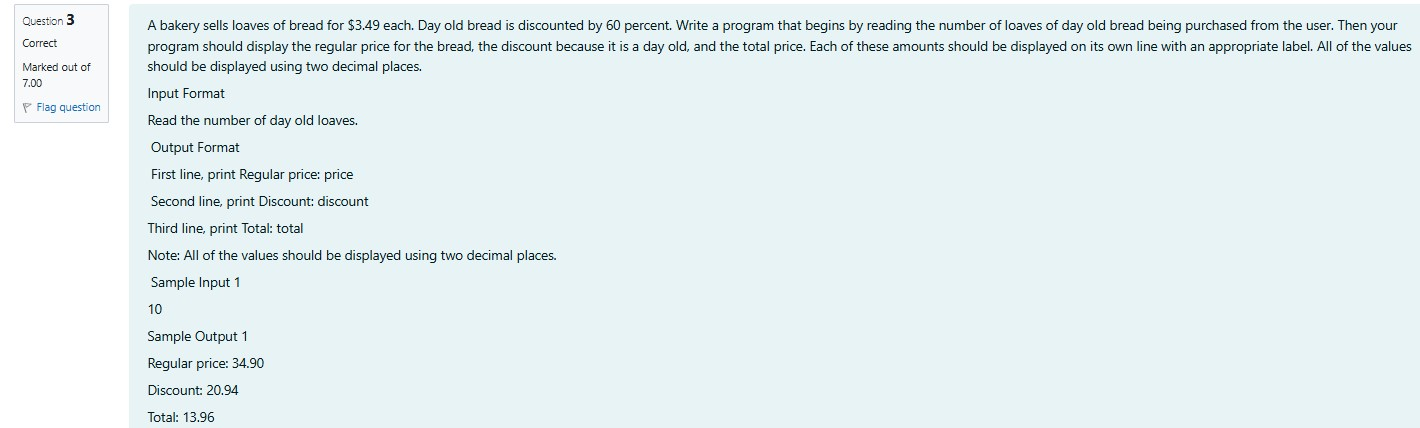 Question 3
Correct
Marked out of
7.00
Flag question
A bakery sells loaves of bread for $3.49 each. Day old bread is discounted by 60 percent. Write a program that begins by reading the number of loaves of day old bread being purchased from the user. Then your
program should display the regular price for the bread, the discount because it is a day old, and the total price. Each of these amounts should be displayed on its own line with an appropriate label. All of the values
should be displayed using two decimal places.
Input Format
Read the number of day old loaves.
Output Format
First line, print Regular price: price
Second line, print Discount: discount
Third line, print Total: total
Note: All of the values should be displayed using two decimal places.
Sample Input 1
10
Sample Output 1
Regular price: 34.90
Discount: 20.94
Total: 13.96